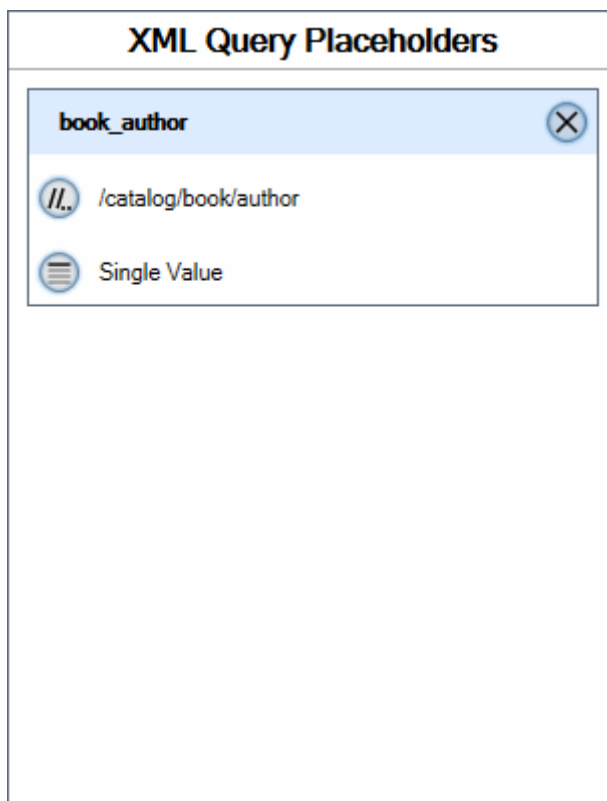 XML Query Placeholders
book_author
//..
/catalog/book/author
Single Value